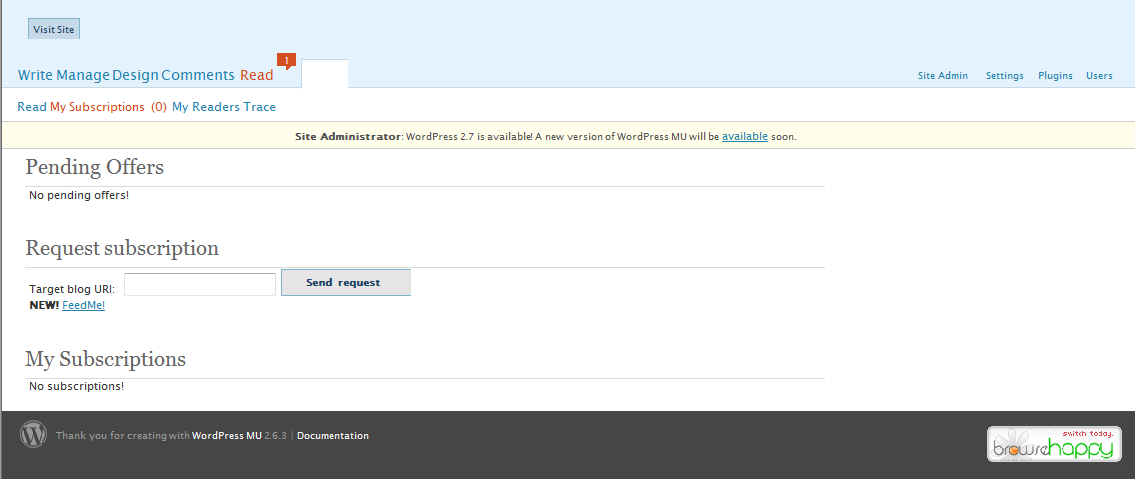 Visit Site
1
Write Manage Design Comments Read
Site Admin Settings Plugins Users
Read My Subscriptions (0) My Readers Trace
Site Administrator: WordPress 2.7 is available! A new version of WordPress MU will be available soon.
Pending Offers
No pending offers!
Request subscription
Target blog URI:
Send request
NEW! FeedMe!
My Subscriptions
No subscriptions!
Thank you for creating with WordPress MU 2.6.3 | Documentation
switch today.
browsehappy